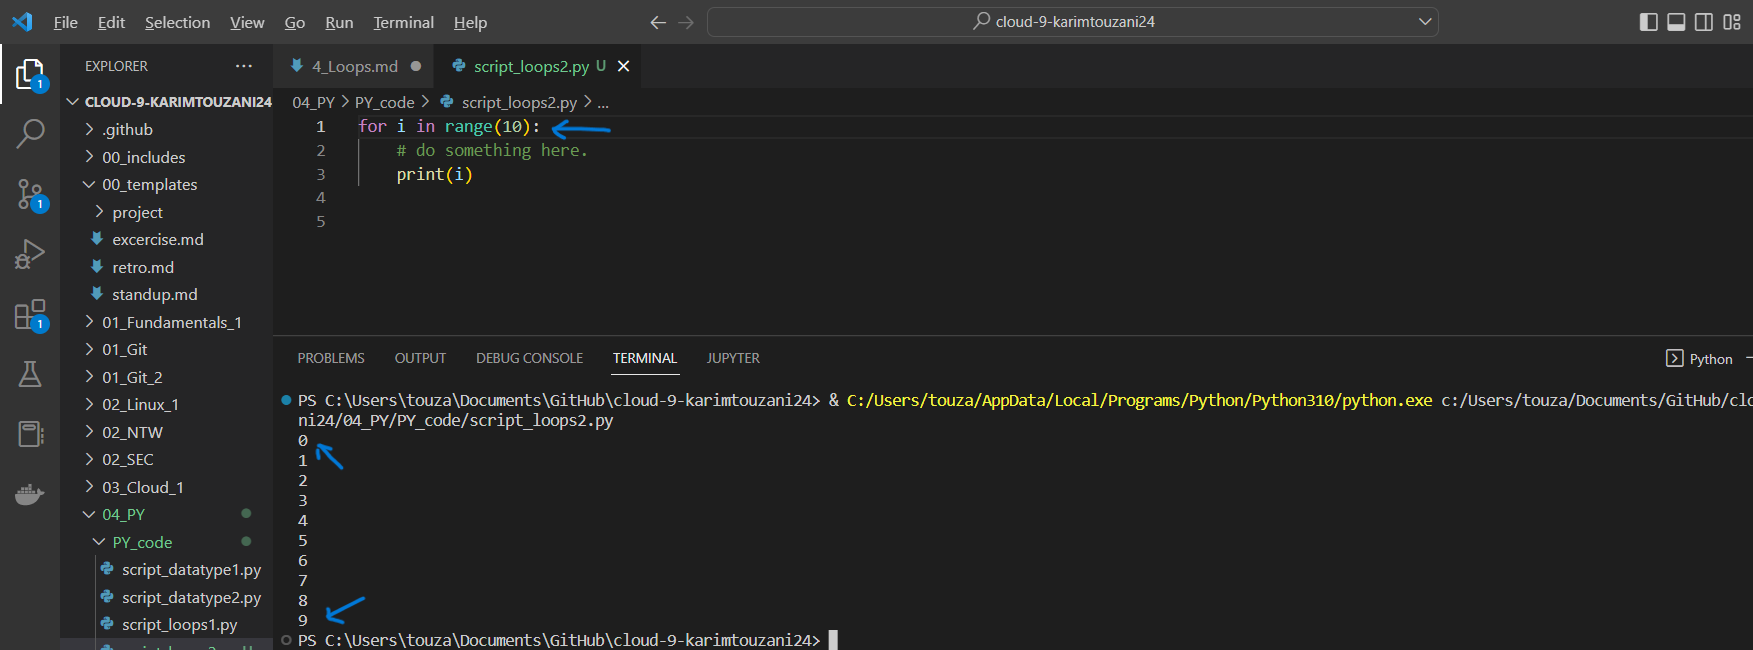 File Edit Selection View Go Run Terminal Help
cloud-9-karimtouzani24
EXPLORER
4_Loops.md
script_loops2.py U
CLOUD-9-KARIMTOUZANI24
.github
00_includes
00_templates
project
excercise.md
retro.md
standup.md
01_Fundamentals_1
01_Git
01_Git_2
02_Linux_1
02_NTW
02_SEC
03_Cloud_1
04_PY
PY_code
script_datatype1.py
script_datatype2.py
script_loops1.py
04_PY > PY_code > script_loops2.py > ...
1 for i in range(10):
2 # do something here.
3 print(i)
4
5
PROBLEMS OUTPUT DEBUG CONSOLE TERMINAL JUPYTER
Python
PS C:\Users\touza\Documents\GitHub\cloud-9-karimtouzani24> & C:/Users/touza/AppData/Local/Programs/Python/Python310/python.exe c:/Users/touza/Documents/GitHub/clo
ni24/04_PY/PY_code/script_loops2.py
0
1
2
3
4
5
6
7
8
9
PS C:\Users\touza\Documents\GitHub\cloud-9-karimtouzani24>
1
1
1